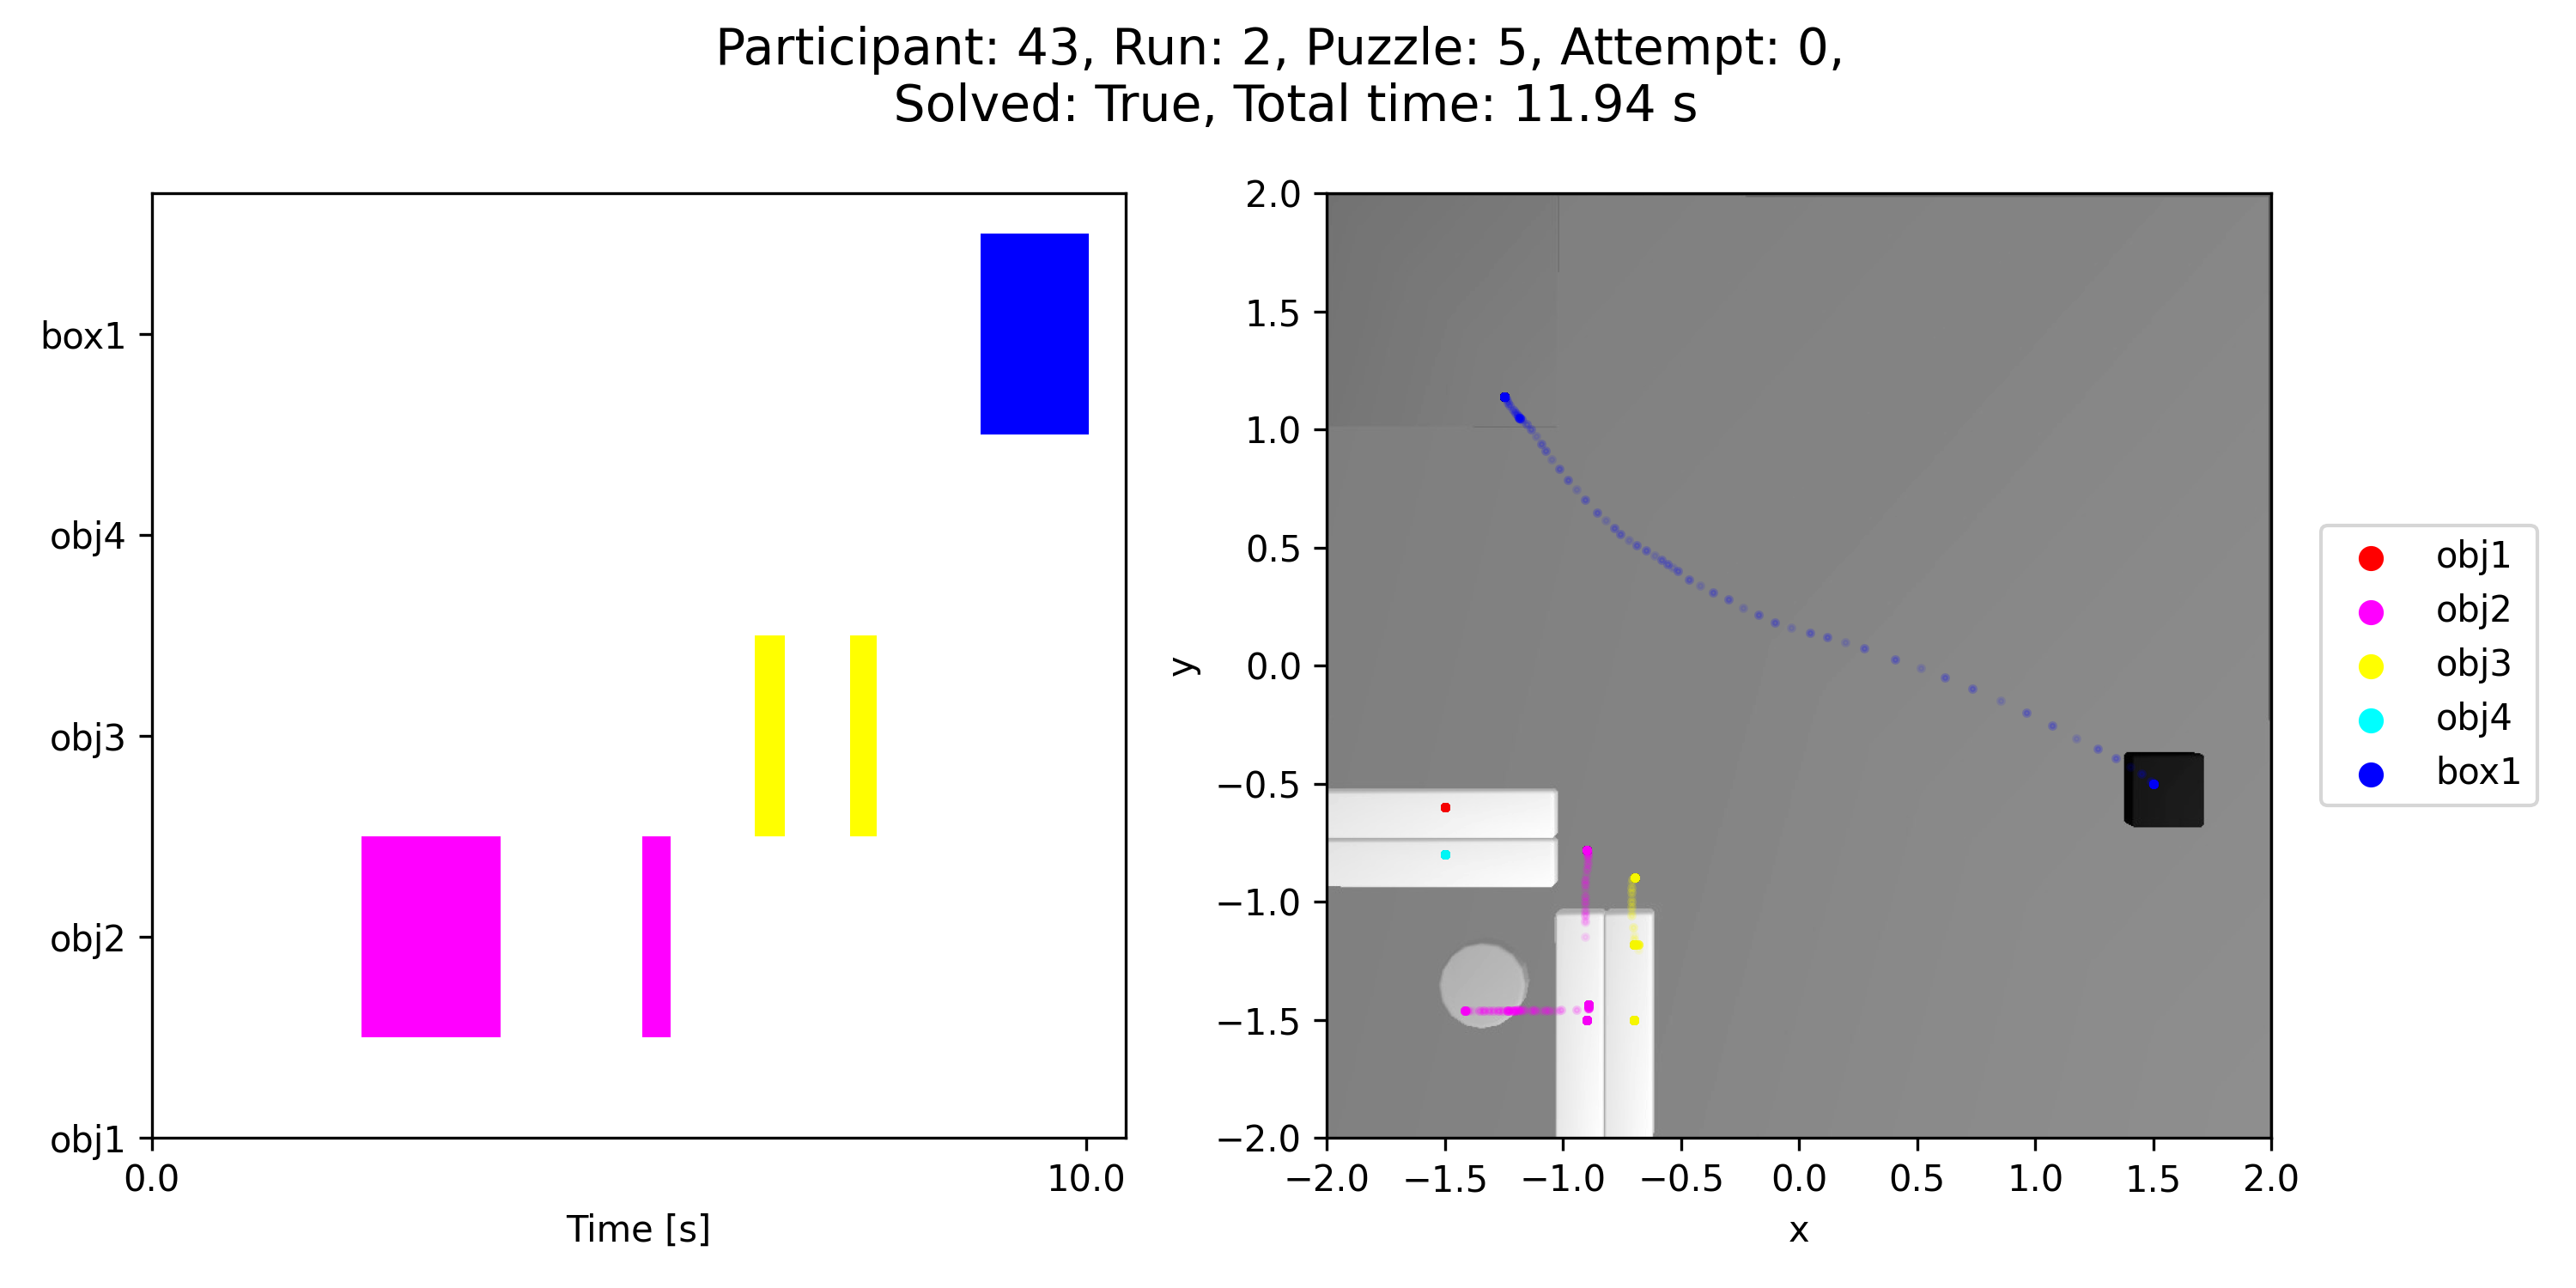 Participant: 43, Run: 2, Puzzle: 5, Attempt: 0,
Solved: True, Total time: 11.94 s
box1
obj4
obj3
obj2
obj1
0.0
10.0
Time [s]
2.0
1.5
1.0
0.5
0.0
−0.5
−1.0
−1.5
−2.0
y
−2.0
−1.5
−1.0
−0.5
0.0
0.5
1.0
1.5
2.0
x
obj1
obj2
obj3
obj4
box1